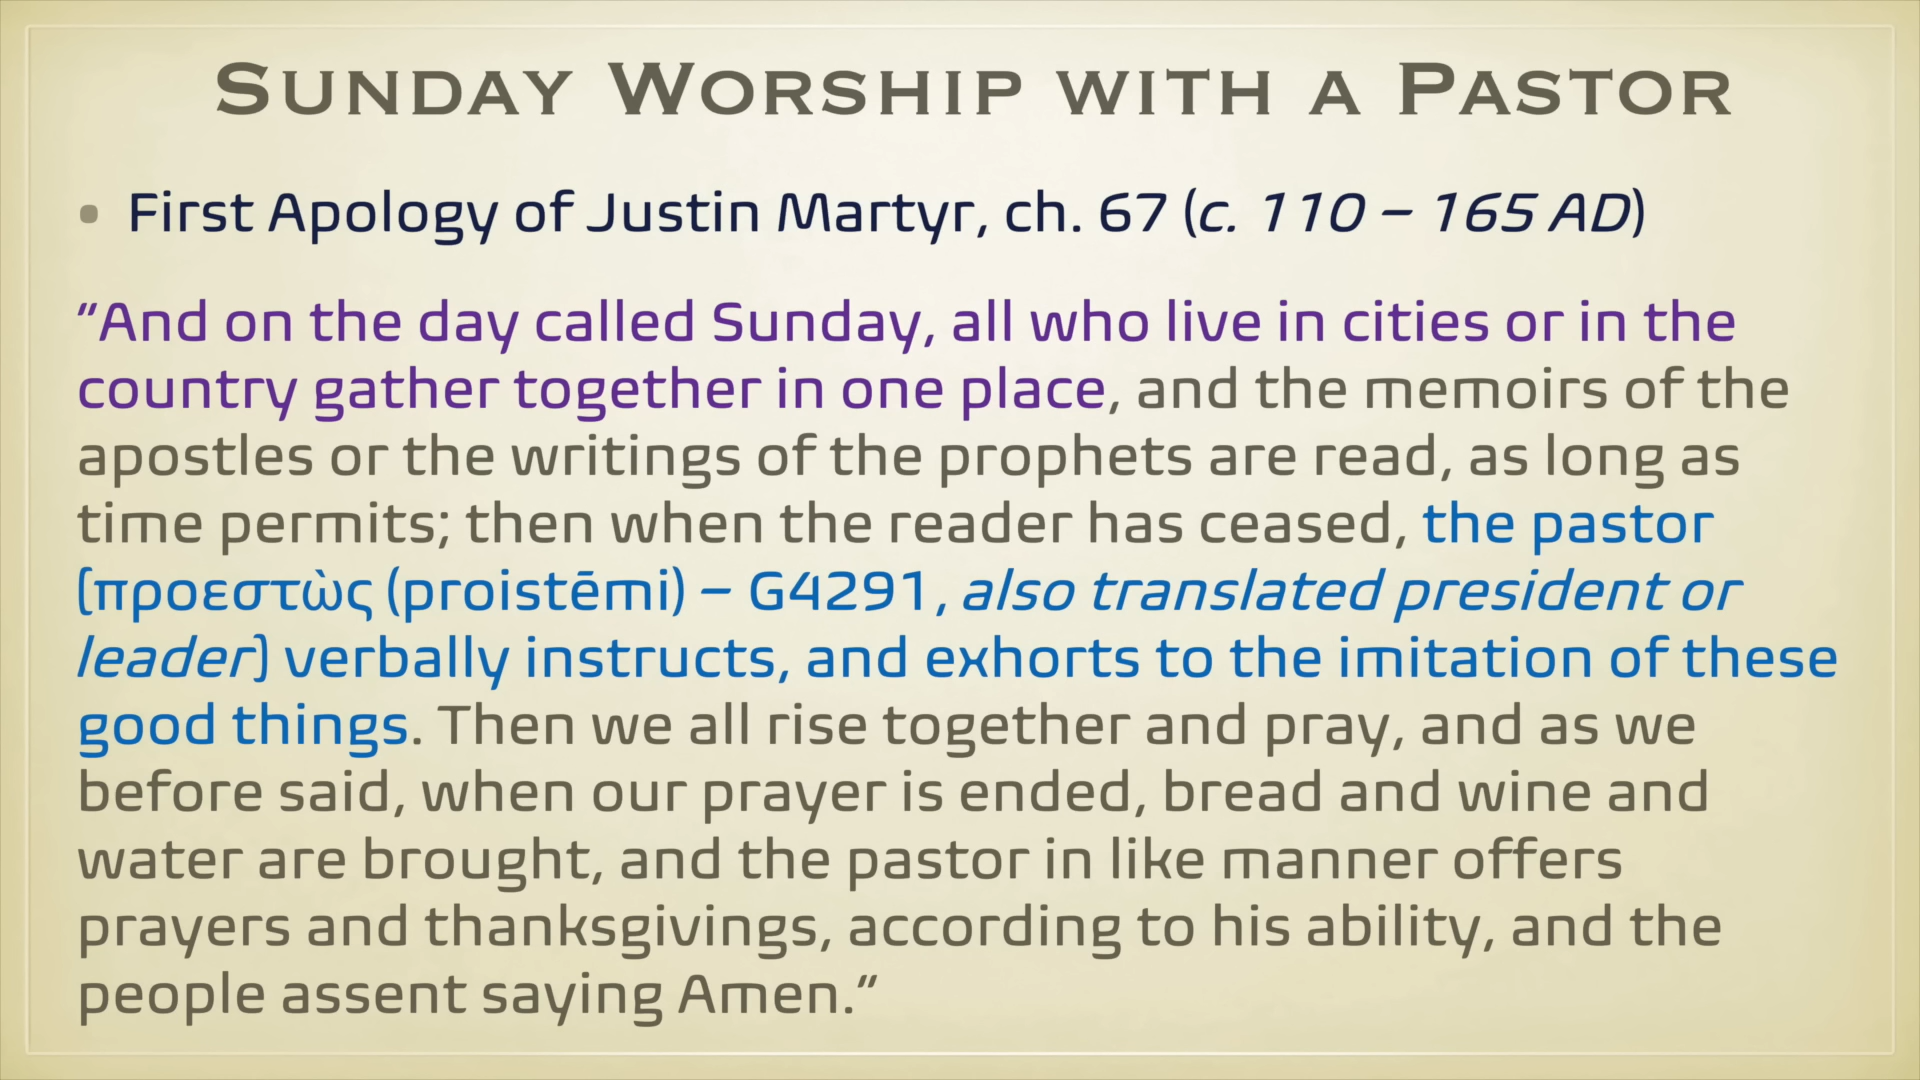 Sunday Worship with a Pastor
• First Apology of Justin Martyr, ch. 67 (c. 110 – 165 AD)
"And on the day called Sunday, all who live in cities or in the
country gather together in one place, and the memoirs of the
apostles or the writings of the prophets are read, as long as
time permits; then when the reader has ceased, the pastor
[προεστὼς (proistēmi) – G4291, also translated president or
leader] verbally instructs, and exhorts to the imitation of these
good things. Then we all rise together and pray, and as we
before said, when our prayer is ended, bread and wine and
water are brought, and the pastor in like manner offers
prayers and thanksgivings, according to his ability, and the
people assent saying Amen."